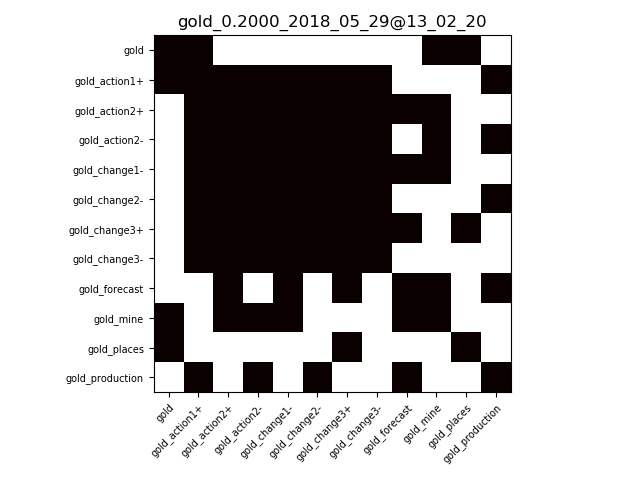 gold_0.2000_2018_05_29@13_02_20
gold
gold_action1+
gold_action2+
gold_action2-
gold_change1-
gold_change2-
gold_change3+
gold_change3-
gold_forecast
gold_mine
gold_places
gold_production
gold
gold_action1+
gold_action2+
gold_action2-
gold_change1-
gold_change2-
gold_change3+
gold_change3-
gold_forecast
gold_mine
gold_places
gold_production